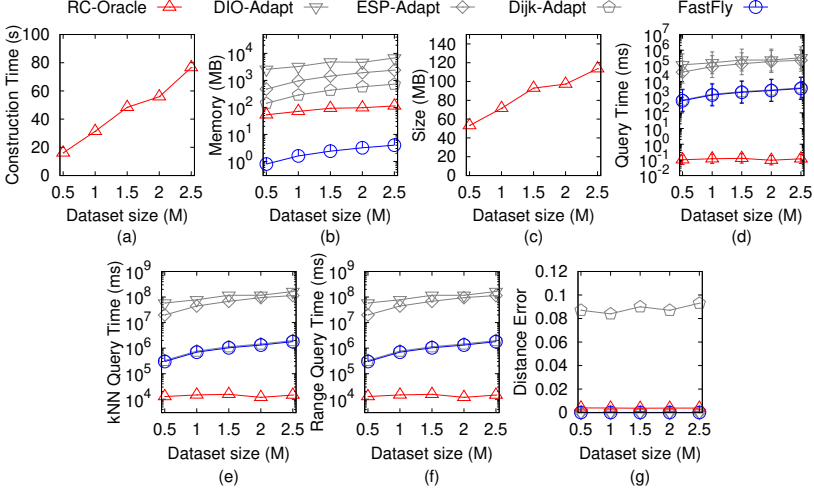 RC-Oracle DIO-Adapt ESP-Adapt Dijk-Adapt FastFly
Construction Time (s)
100
80
60
40
20
0
0.5 1 1.5 2 2.5
Dataset size (M)
(a)
Memory (MB)
10^4
10^3
10^2
10^1
10^0
0.5 1 1.5 2 2.5
Dataset size (M)
(b)
Size (MB)
140
120
100
80
60
40
20
0
0.5 1 1.5 2 2.5
Dataset size (M)
(c)
Query Time (ms)
10^7
10^6
10^5
10^4
10^3
10^2
10^1
10^0
10^-1
10^-2
0.5 1 1.5 2 2.5
Dataset size (M)
(d)
kNN Query Time (ms)
10^9
10^8
10^7
10^6
10^5
10^4
0.5 1 1.5 2 2.5
Dataset size (M)
(e)
Range Query Time (ms)
10^9
10^8
10^7
10^6
10^5
10^4
0.5 1 1.5 2 2.5
Dataset size (M)
(f)
Distance Error
0.12
0.1
0.08
0.06
0.04
0.02
0
0.5 1 1.5 2 2.5
Dataset size (M)
(g)